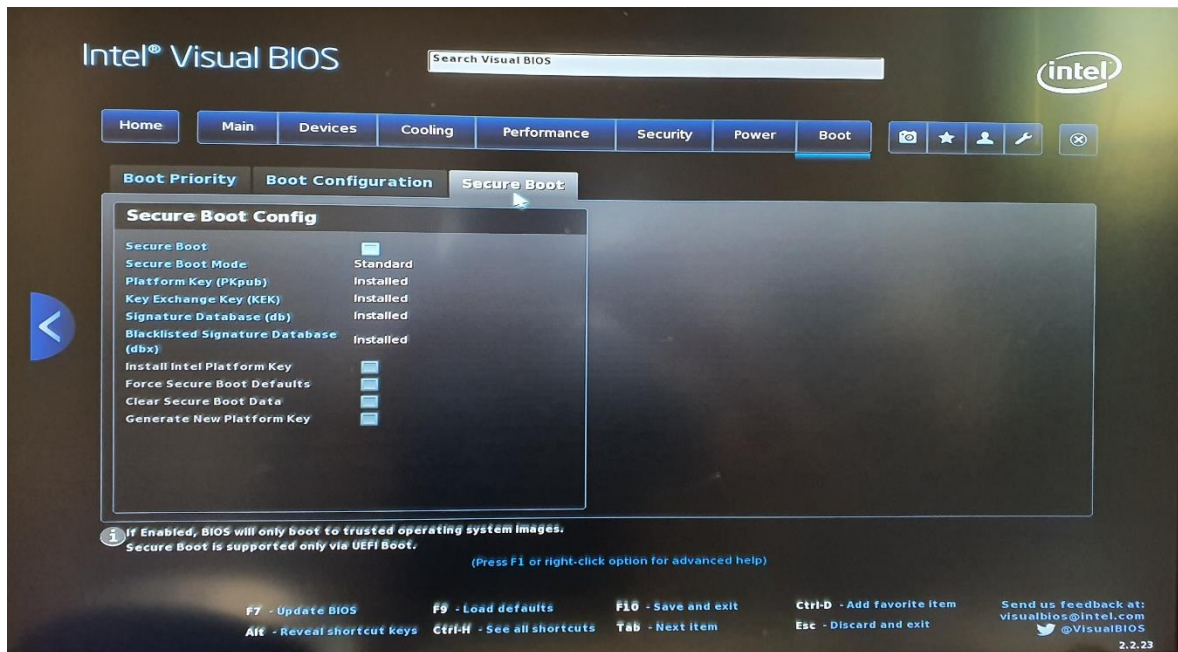 Intel® Visual BIOS
Search Visual BIOS
intel
Home Main Devices Cooling Performance Security Power Boot
Boot Priority Boot Configuration Secure Boot
Secure Boot Config
Secure Boot
Secure Boot Mode Standard
Platform Key (PKpub) Installed
Key Exchange Key (KEK) Installed
Signature Database (db) Installed
Blacklisted Signature Database
(dbx) Installed
Install Intel Platform Key
Force Secure Boot Defaults
Clear Secure Boot Data
Generate New Platform Key
If Enabled, BIOS will only boot to trusted operating system images.
Secure Boot is supported only via UEFI Boot.
(Press F1 or right-click option for advanced help)
F7 - Update BIOS F9 - Load defaults F10 - Save and exit Ctrl-D - Add favorite item Send us feedback at:
visualbios@intel.com
Alt - Reveal shortcut keys Ctrl-H - See all shortcuts Tab - Next item Esc - Discard and exit @VisualBIOS
2.2.23